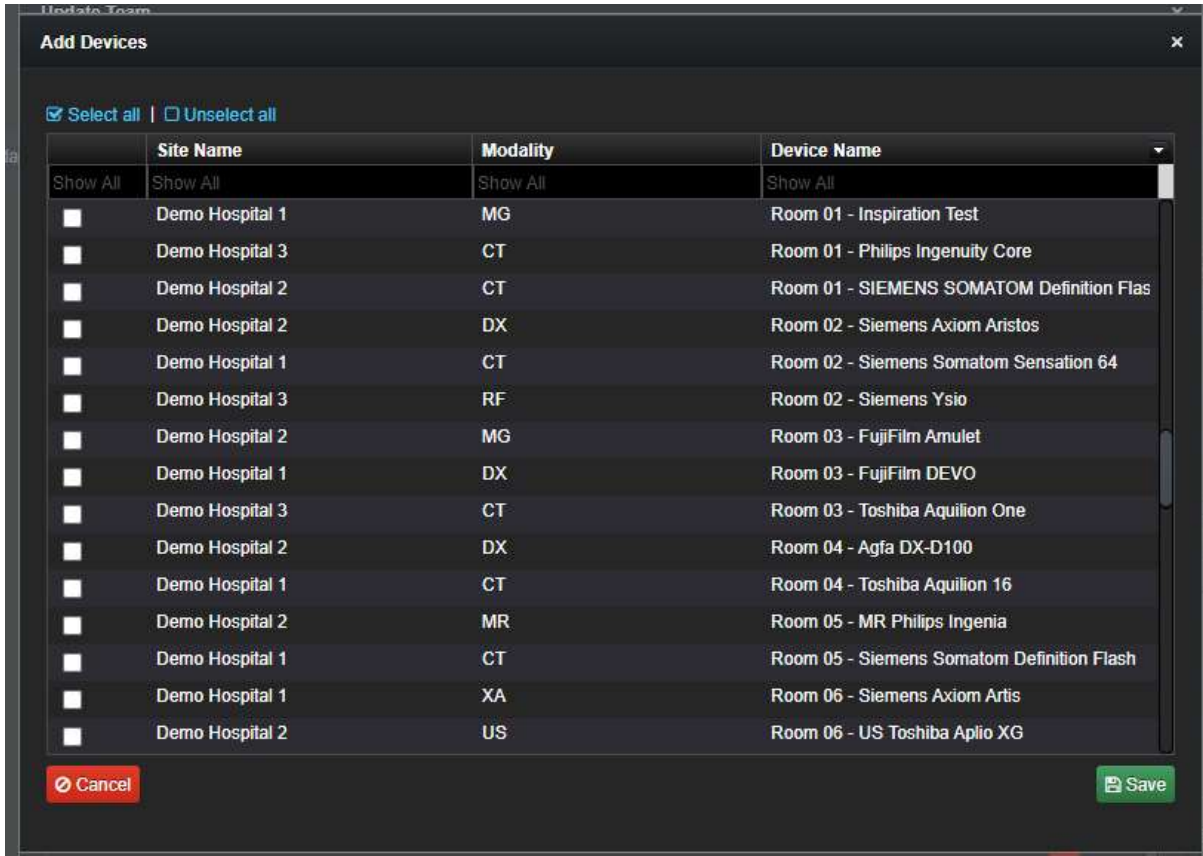 Update Team
Add Devices ×
Select all | Unselect all
Site Name Modality Device Name
Show All Show All Show All Show All
Demo Hospital 1 MG Room 01 - Inspiration Test
Demo Hospital 3 CT Room 01 - Philips Ingenuity Core
Demo Hospital 2 CT Room 01 - SIEMENS SOMATOM Definition Flas
Demo Hospital 2 DX Room 02 - Siemens Axiom Aristos
Demo Hospital 1 CT Room 02 - Siemens Somatom Sensation 64
Demo Hospital 3 RF Room 02 - Siemens Ysio
Demo Hospital 2 MG Room 03 - FujiFilm Amulet
Demo Hospital 1 DX Room 03 - FujiFilm DEVO
Demo Hospital 3 CT Room 03 - Toshiba Aquilion One
Demo Hospital 2 DX Room 04 - Agfa DX-D100
Demo Hospital 1 CT Room 04 - Toshiba Aquilion 16
Demo Hospital 2 MR Room 05 - MR Philips Ingenia
Demo Hospital 1 CT Room 05 - Siemens Somatom Definition Flash
Demo Hospital 1 XA Room 06 - Siemens Axiom Artis
Demo Hospital 2 US Room 06 - US Toshiba Aplio XG
Cancel Save